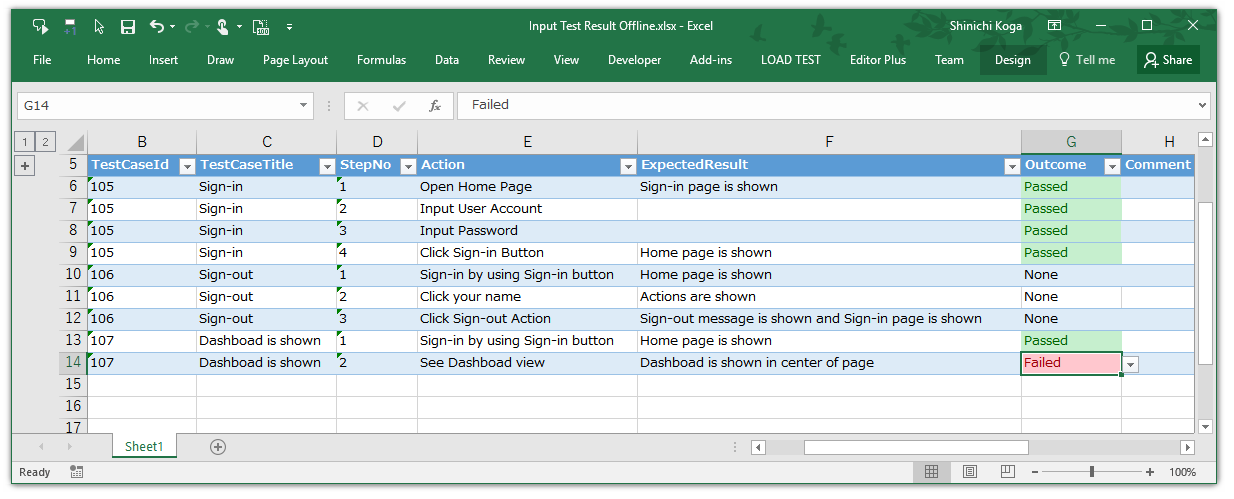 Input Test Result Offline.xlsx - Excel Shinichi Koga
File Home Insert Draw Page Layout Formulas Data Review View Developer Add-ins LOAD TEST Editor Plus Team Design Tell me Share
G14 fx Failed
1 2 B C D E F G H
5 TestCaseId TestCaseTitle StepNo Action ExpectedResult Outcome Comment
6 105 Sign-in 1 Open Home Page Sign-in page is shown Passed
7 105 Sign-in 2 Input User Account Passed
8 105 Sign-in 3 Input Password Passed
9 105 Sign-in 4 Click Sign-in Button Home page is shown Passed
10 106 Sign-out 1 Sign-in by using Sign-in button Home page is shown None
11 106 Sign-out 2 Click your name Actions are shown None
12 106 Sign-out 3 Click Sign-out Action Sign-out message is shown and Sign-in page is shown None
13 107 Dashboad is shown 1 Sign-in by using Sign-in button Home page is shown Passed
14 107 Dashboad is shown 2 See Dashboad view Dashboad is shown in center of page Failed
15
16
17
Sheet1
Ready 100%